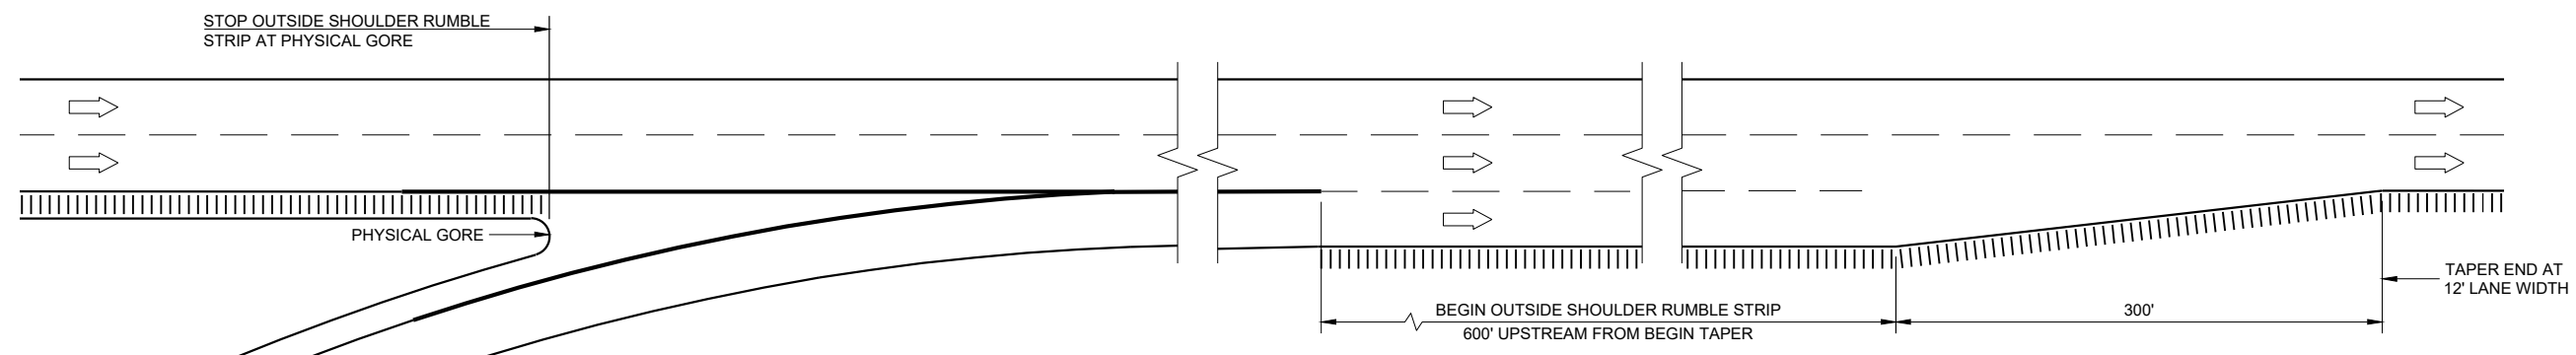 STOP OUTSIDE SHOULDER RUMBLE
STRIP AT PHYSICAL GORE
PHYSICAL GORE
BEGIN OUTSIDE SHOULDER RUMBLE STRIP
600' UPSTREAM FROM BEGIN TAPER
300'
TAPER END AT
12' LANE WIDTH